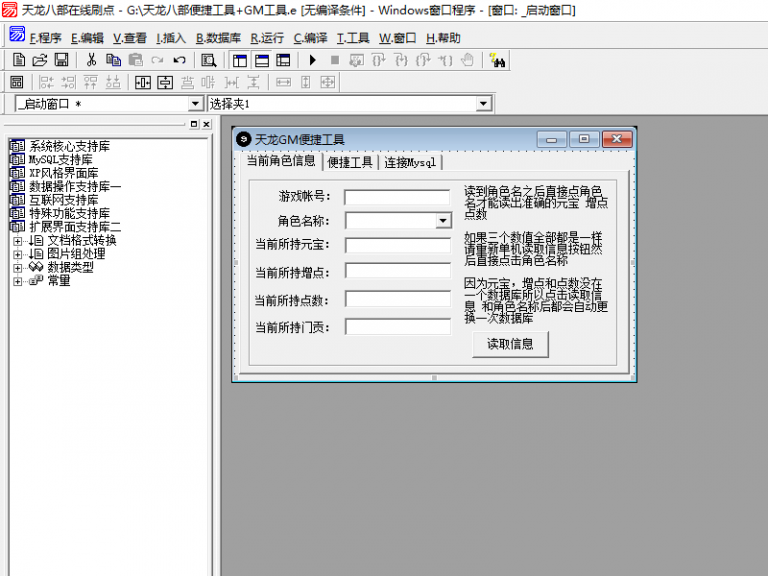 天龙八部在线刷点 - G:\天龙八部便捷工具+GM工具.e [无编译条件] - Windows窗口程序 - [窗口: _启动窗口]
F.程序 E.编辑 V.查看 I.插入 B.数据库 R.运行 C.编译 T.工具 W.窗口 H.帮助
_启动窗口 * 选择夹1
系统核心支持库
MySQL支持库
XP风格界面库
数据操作支持库一
互联网支持库
特殊功能支持库
扩展界面支持库二
文档格式转换
图片组处理
数据类型
常量
天龙GM便捷工具
当前角色信息 便捷工具 连接Mysql
游戏帐号：
角色名称：
当前所持元宝：
当前所持增点：
当前所持点数：
当前所持门贡：
读到角色名之后直接点角色
名才能读出准确的元宝 增点
点数
如果三个数值全部都是一样
请重新单机读取信息按钮然
后直接点击角色名称
因为元宝，增点和点数没在
一个数据库所以点击读取信
息 和角色名称后都会自动更
换一次数据库
读取信息